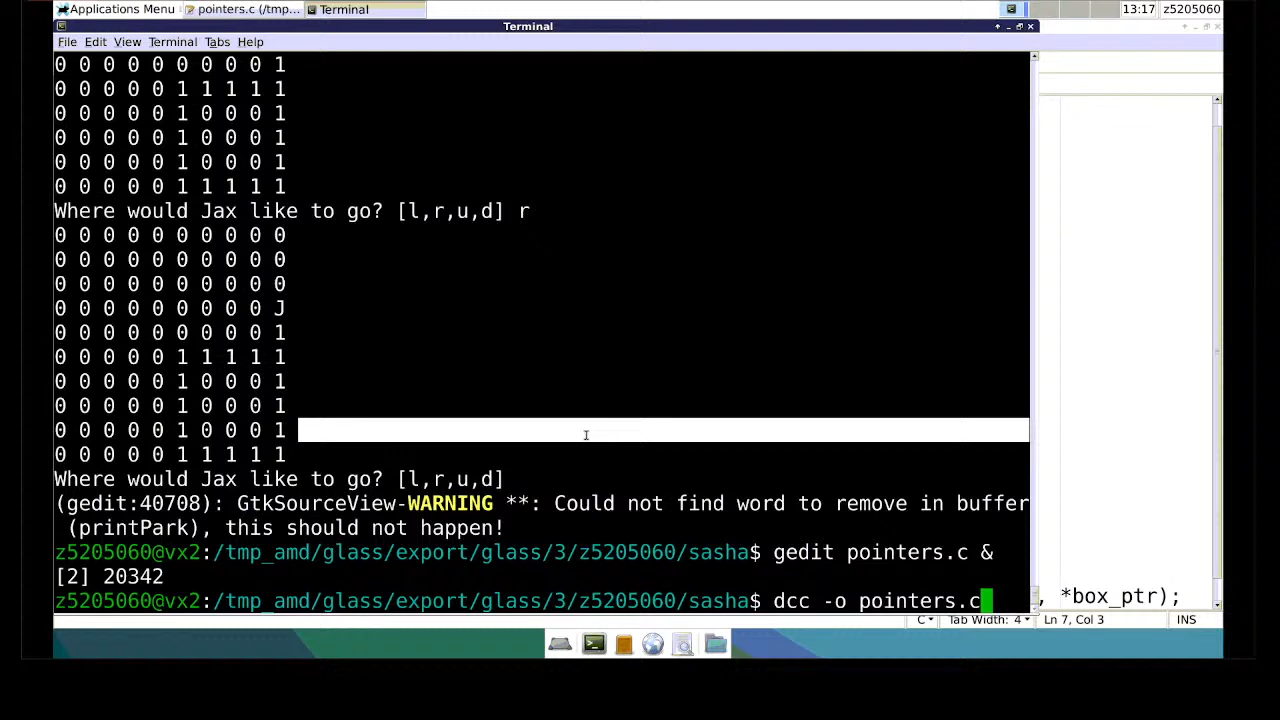 Applications Menu pointers.c (/tmp... Terminal 13:17 z5205060
Terminal
File Edit View Terminal Tabs Help
0 0 0 0 0 0 0 0 0 1
0 0 0 0 0 1 1 1 1 1
0 0 0 0 0 1 0 0 0 1
0 0 0 0 0 1 0 0 0 1
0 0 0 0 0 1 0 0 0 1
0 0 0 0 0 1 1 1 1 1
Where would Jax like to go? [l,r,u,d] r
0 0 0 0 0 0 0 0 0 0
0 0 0 0 0 0 0 0 0 0
0 0 0 0 0 0 0 0 0 0
0 0 0 0 0 0 0 0 0 J
0 0 0 0 0 0 0 0 0 1
0 0 0 0 0 1 1 1 1 1
0 0 0 0 0 1 0 0 0 1
0 0 0 0 0 1 0 0 0 1
0 0 0 0 0 1 0 0 0 1
0 0 0 0 0 1 1 1 1 1
Where would Jax like to go? [l,r,u,d]
(gedit:40708): GtkSourceView-WARNING **: Could not find word to remove in buffer
(printPark), this should not happen!
z5205060@vx2:/tmp_amd/glass/export/glass/3/z5205060/sasha$ gedit pointers.c &
[2] 20342
z5205060@vx2:/tmp_amd/glass/export/glass/3/z5205060/sasha$ dcc -o pointers.c
, *box_ptr);
C Tab Width: 4 Ln 7, Col 3 INS